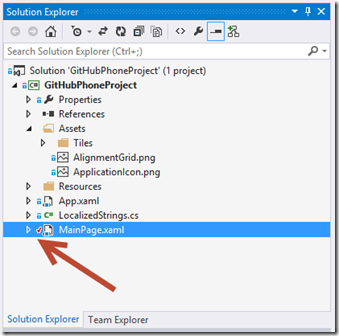 Solution Explorer
Search Solution Explorer (Ctrl+;)
Solution 'GitHubPhoneProject' (1 project)
GitHubPhoneProject
Properties
References
Assets
Tiles
AlignmentGrid.png
ApplicationIcon.png
Resources
App.xaml
LocalizedStrings.cs
MainPage.xaml
Solution Explorer Team Explorer